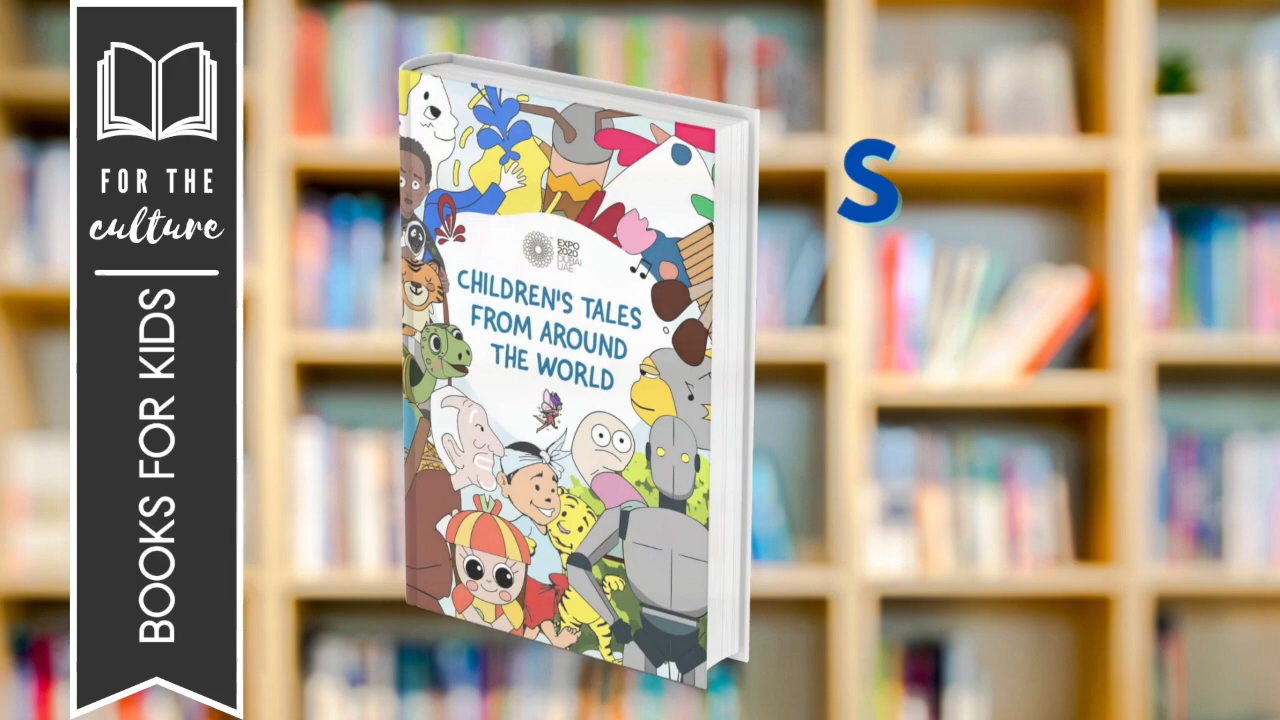 FOR THE
culture
BOOKS FOR KIDS
EXPO
2020
DUBAI
UAE
CHILDREN'S TALES
FROM AROUND
THE WORLD
S